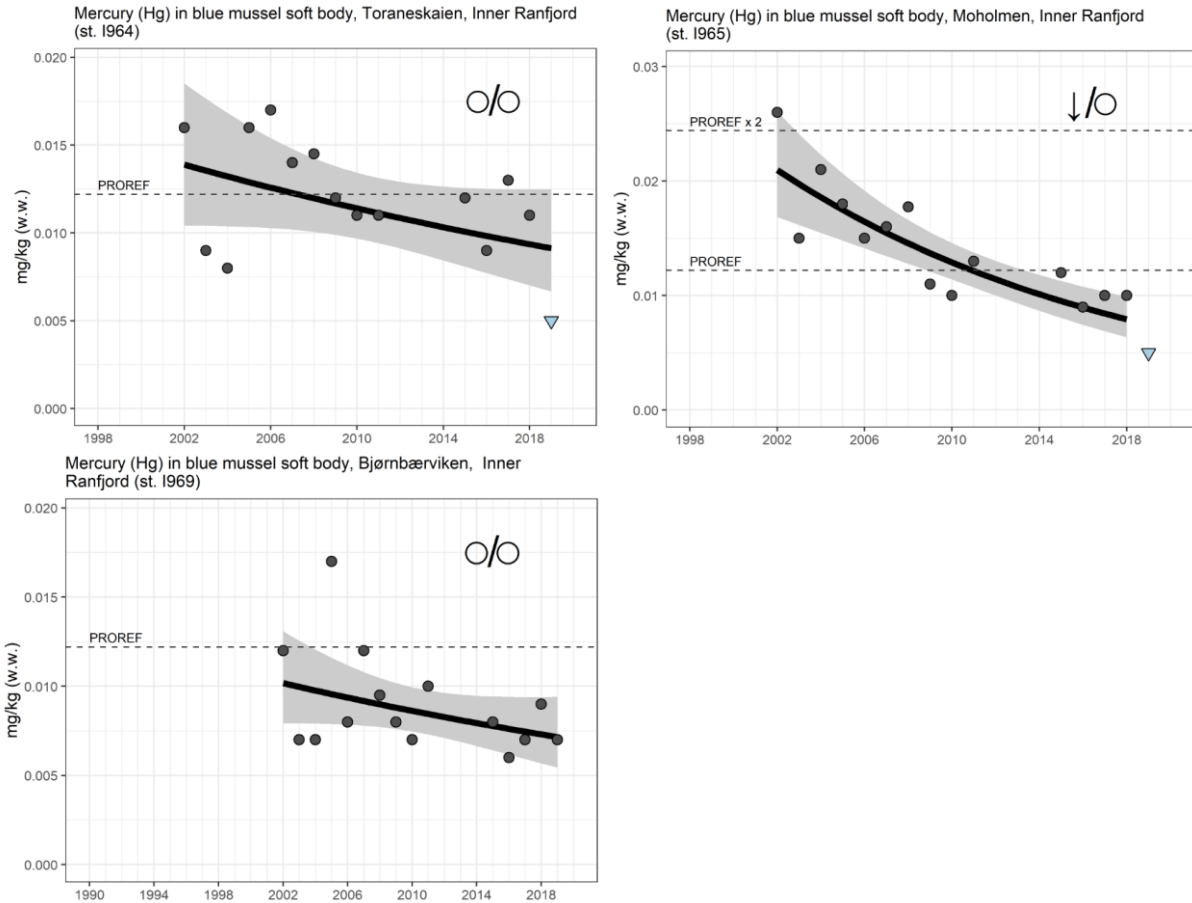 Mercury (Hg) in blue mussel soft body, Toraneskaien, Inner Ranfjord
(st. I964)
0.020
0.015
0.010
0.005
0.000
mg/kg (w.w.)
PROREF
○/○
1998 2002 2006 2010 2014 2018
Mercury (Hg) in blue mussel soft body, Moholmen, Inner Ranfjord
(st. I965)
0.03
0.02
0.01
0.00
mg/kg (w.w.)
PROREF x 2
PROREF
↓/○
1998 2002 2006 2010 2014 2018
Mercury (Hg) in blue mussel soft body, Bjørnbærviken,  Inner
Ranfjord (st. I969)
0.020
0.015
0.010
0.005
0.000
mg/kg (w.w.)
PROREF
○/○
1990 1994 1998 2002 2006 2010 2014 2018